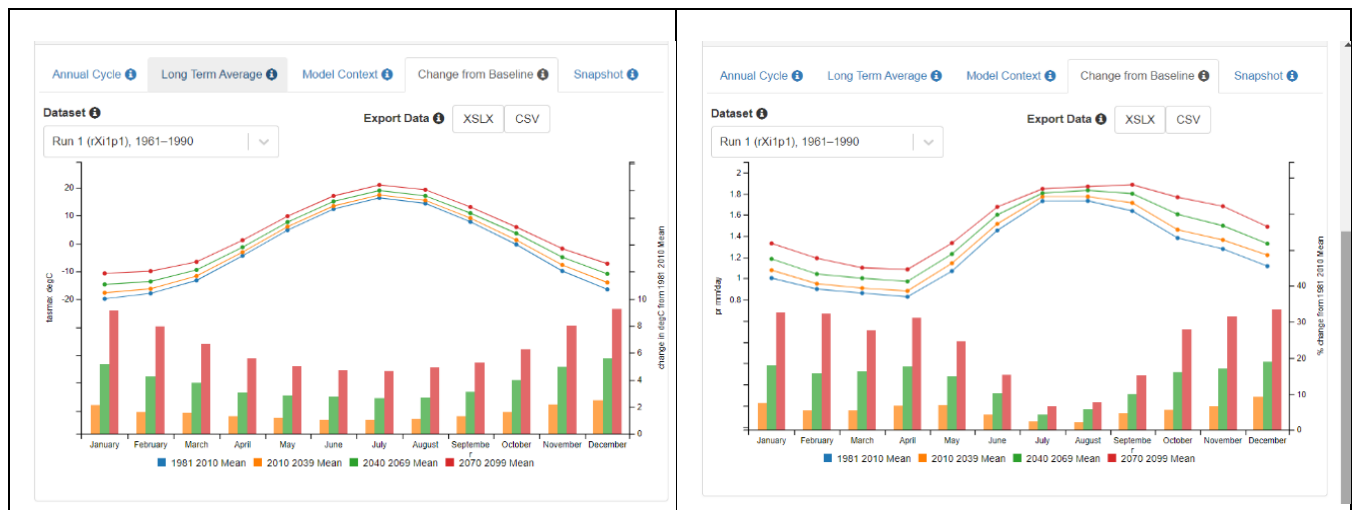 Annual Cycle Long Term Average Model Context Change from Baseline Snapshot
Dataset
Export Data XSLX CSV
Run 1 (rXi1p1), 1961–1990
20
10
0
-10
-20
tasmax degC
10
8
6
4
2
0
change in degC from 1981 2010 Mean
January February March April May June July August Septembe
r
October November December
1981 2010 Mean 2010 2039 Mean 2040 2069 Mean 2070 2099 Mean
Annual Cycle Long Term Average Model Context Change from Baseline Snapshot
Dataset
Export Data XSLX CSV
Run 1 (rXi1p1), 1961–1990
2
1.8
1.6
1.4
1.2
1
0.8
pr mm/day
40
30
20
10
0
% change from 1981 2010 Mean
January February March April May June July August Septembe
r
October November December
1981 2010 Mean 2010 2039 Mean 2040 2069 Mean 2070 2099 Mean